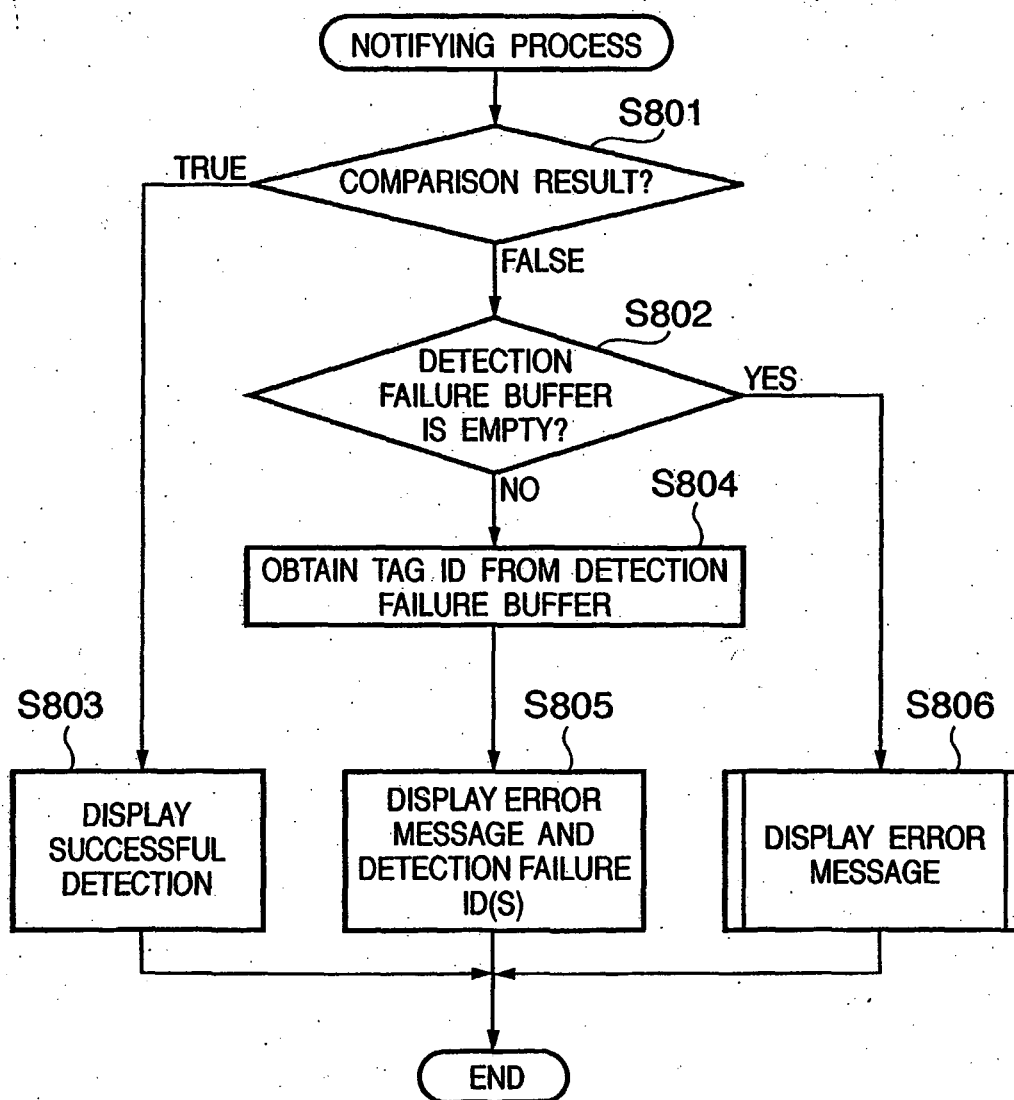 NOTIFYING PROCESS
S801
TRUE
COMPARISON RESULT?
FALSE
S802
DETECTION
FAILURE BUFFER
IS EMPTY?
YES
NO
S804
OBTAIN TAG ID FROM DETECTION
FAILURE BUFFER
S803
S805
S806
DISPLAY
SUCCESSFUL
DETECTION
DISPLAY ERROR
MESSAGE AND
DETECTION FAILURE
ID(S)
DISPLAY ERROR
MESSAGE
END